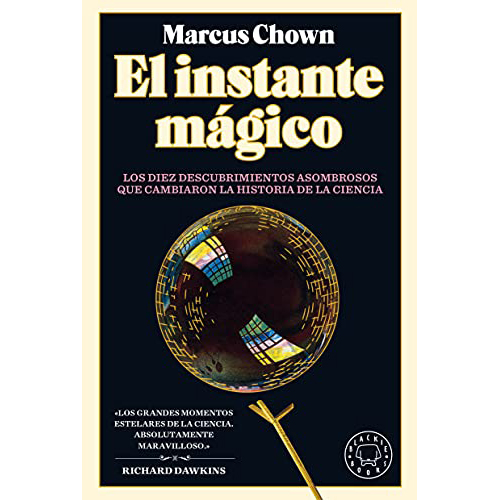 Marcus Chown
El instante
mágico
LOS DIEZ DESCUBRIMIENTOS ASOMBROSOS
QUE CAMBIARON LA HISTORIA DE LA CIENCIA
«LOS GRANDES MOMENTOS
ESTELARES DE LA CIENCIA.
ABSOLUTAMENTE
MARAVILLOSO.»
RICHARD DAWKINS
BLACKIE
BOOKS